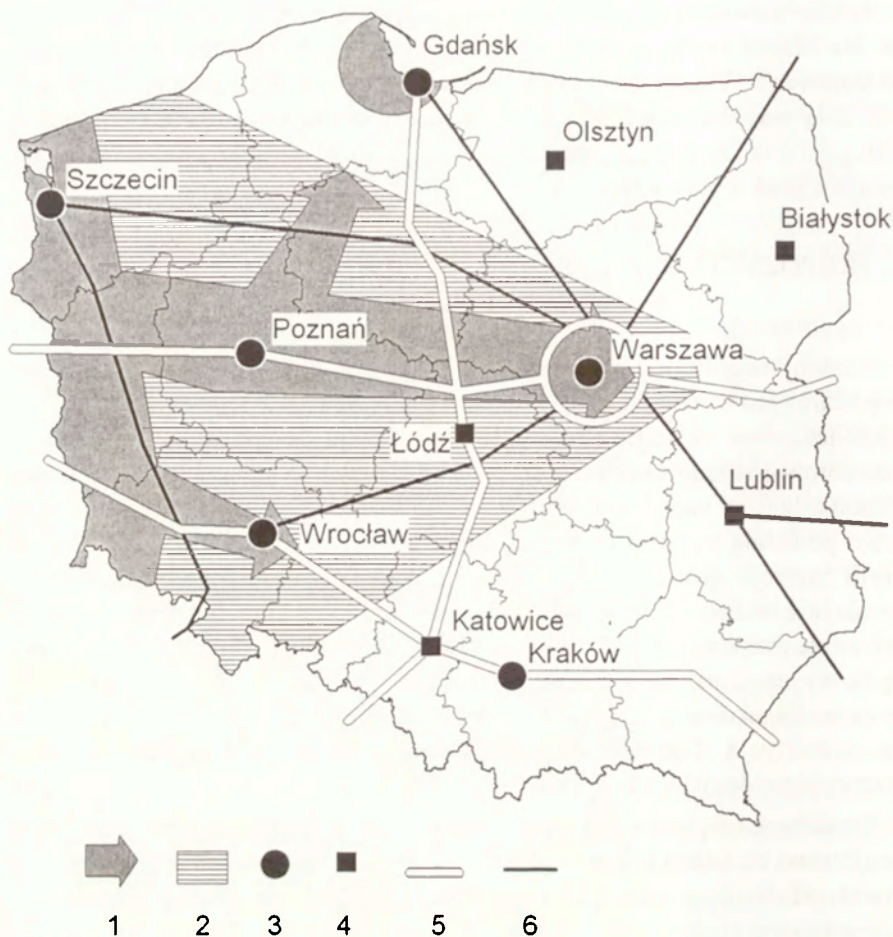 Gdańsk
Olsztyn
Szczecin
Białystok
Poznań
Warszawa
Łódź
Lublin
Wrocław
Katowice
Kraków
1 2 3 4 5 6